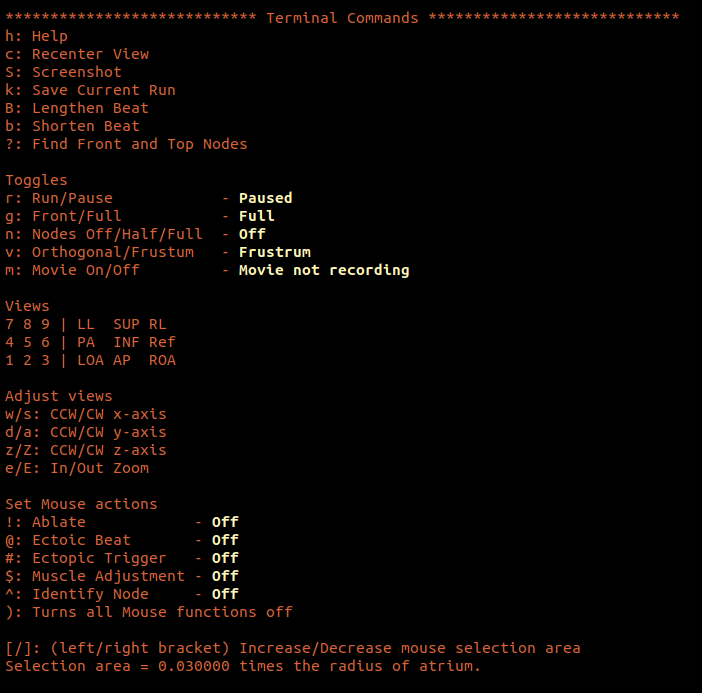 **************************** Terminal Commands ****************************
h: Help
c: Recenter View
S: Screenshot
k: Save Current Run
B: Lengthen Beat
b: Shorten Beat
?: Find Front and Top Nodes
Toggles
r: Run/Pause - Paused
g: Front/Full - Full
n: Nodes Off/Half/Full - Off
v: Orthogonal/Frustum - Frustrum
m: Movie On/Off - Movie not recording
Views
7 8 9 | LL SUP RL
4 5 6 | PA INF Ref
1 2 3 | LOA AP ROA
Adjust views
w/s: CCW/CW x-axis
d/a: CCW/CW y-axis
z/Z: CCW/CW z-axis
e/E: In/Out Zoom
Set Mouse actions
!: Ablate - Off
@: Ectoic Beat - Off
#: Ectopic Trigger - Off
$: Muscle Adjustment - Off
^: Identify Node - Off
): Turns all Mouse functions off
[/]: (left/right bracket) Increase/Decrease mouse selection area
Selection area = 0.030000 times the radius of atrium.